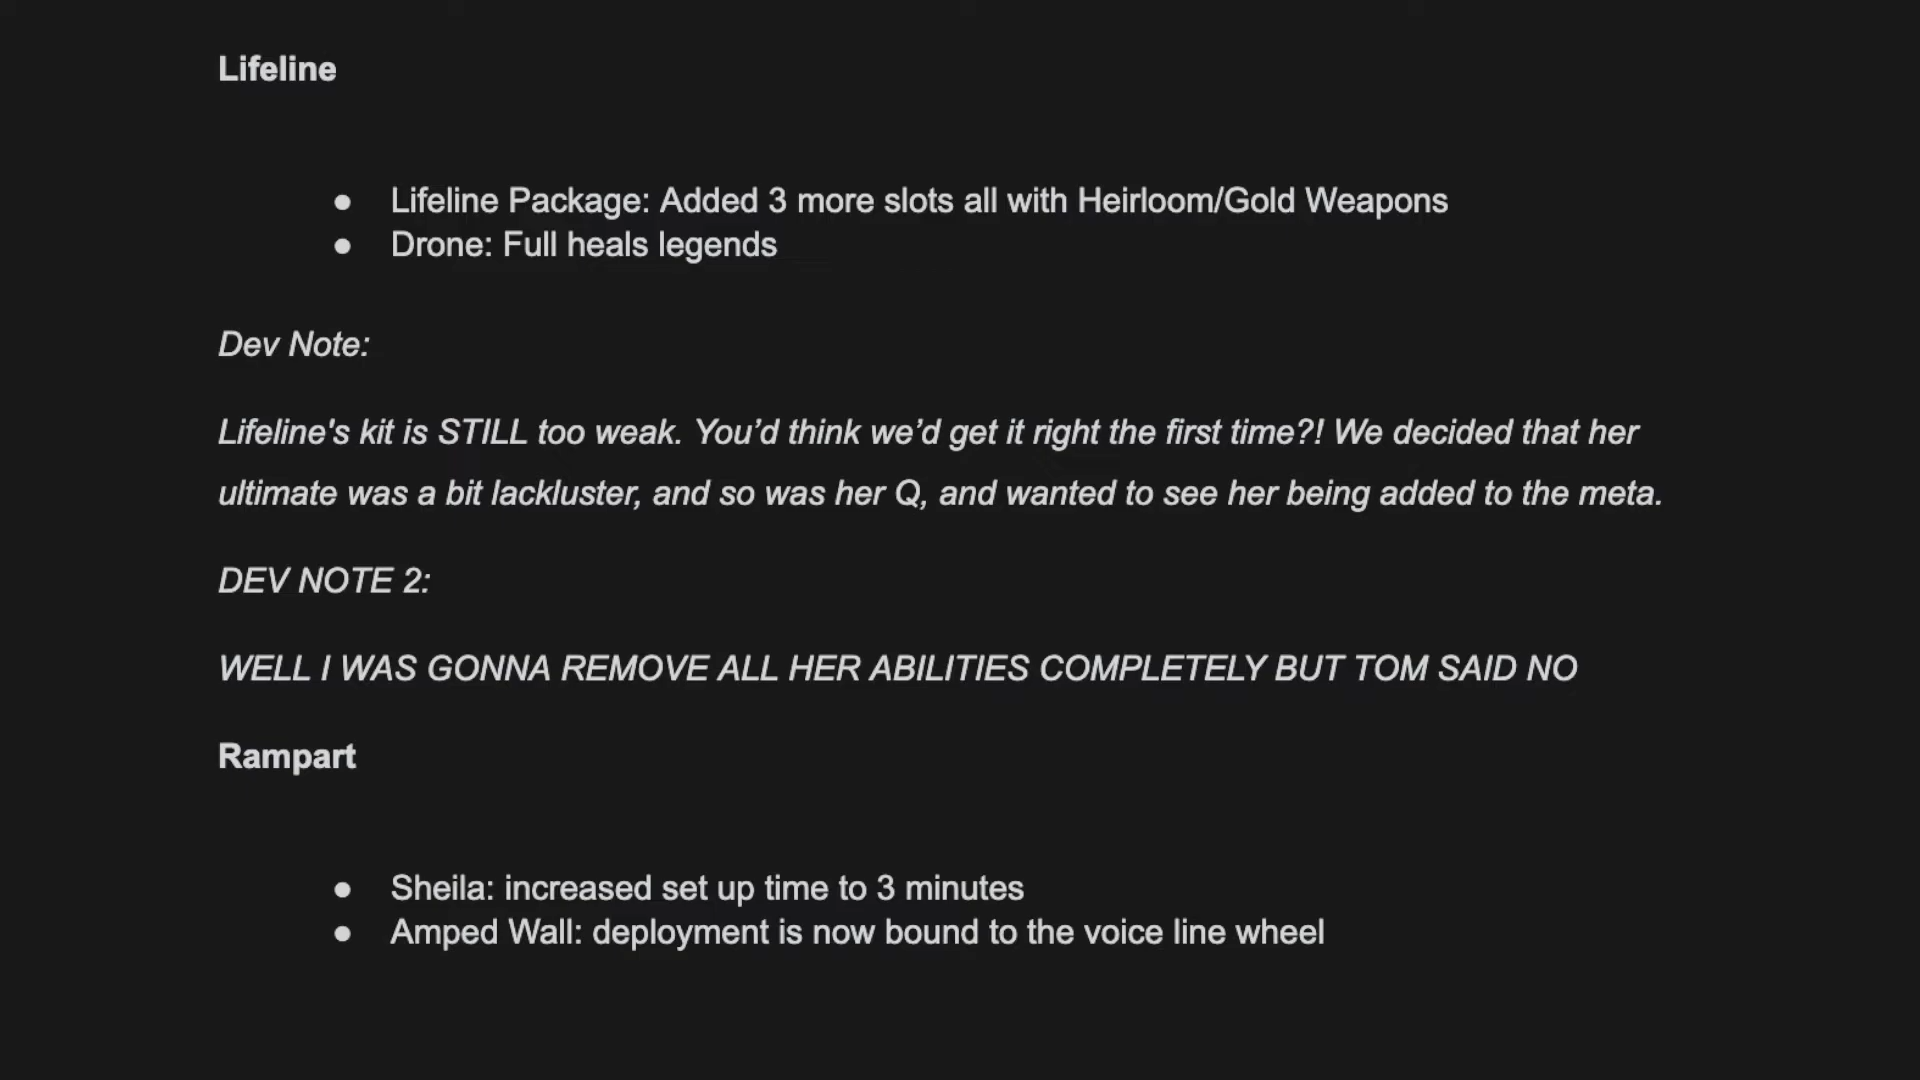 Lifeline
● Lifeline Package: Added 3 more slots all with Heirloom/Gold Weapons
● Drone: Full heals legends
Dev Note:
Lifeline's kit is STILL too weak. You’d think we’d get it right the first time?! We decided that her
ultimate was a bit lackluster, and so was her Q, and wanted to see her being added to the meta.
DEV NOTE 2:
WELL I WAS GONNA REMOVE ALL HER ABILITIES COMPLETELY BUT TOM SAID NO
Rampart
● Sheila: increased set up time to 3 minutes
● Amped Wall: deployment is now bound to the voice line wheel